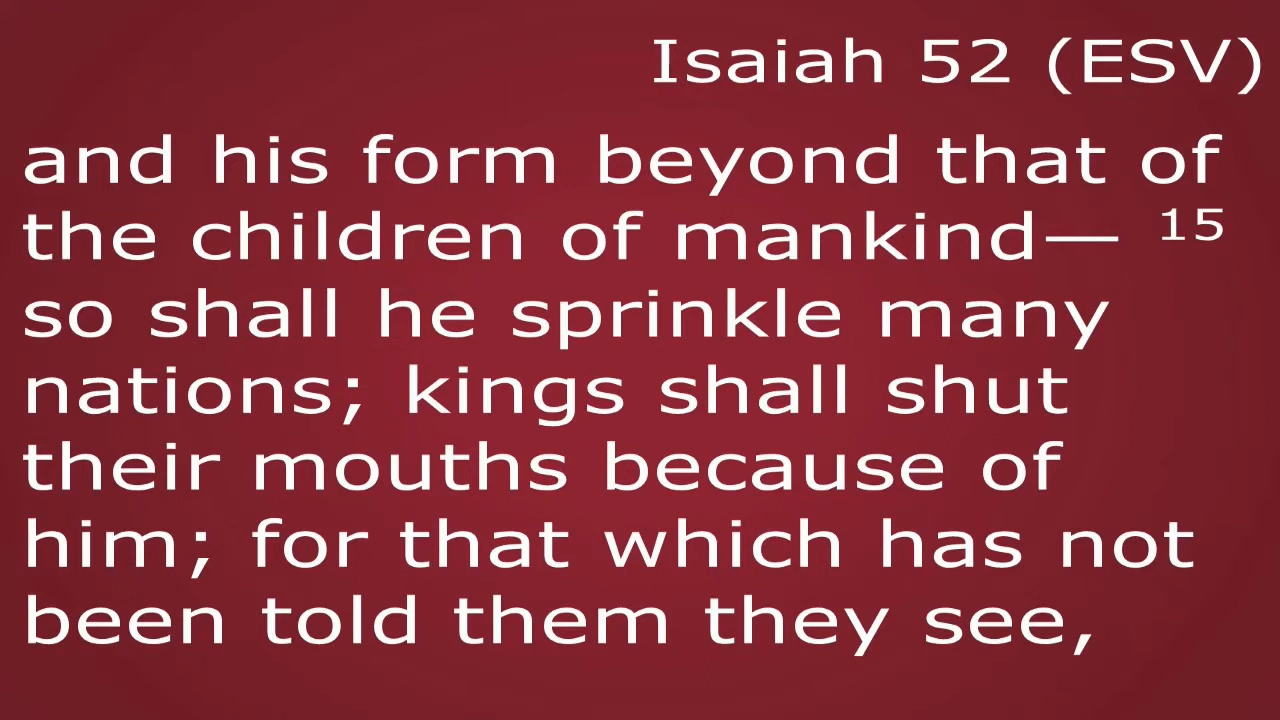 Isaiah 52 (ESV)
and his form beyond that of
the children of mankind— 15
so shall he sprinkle many
nations; kings shall shut
their mouths because of
him; for that which has not
been told them they see,